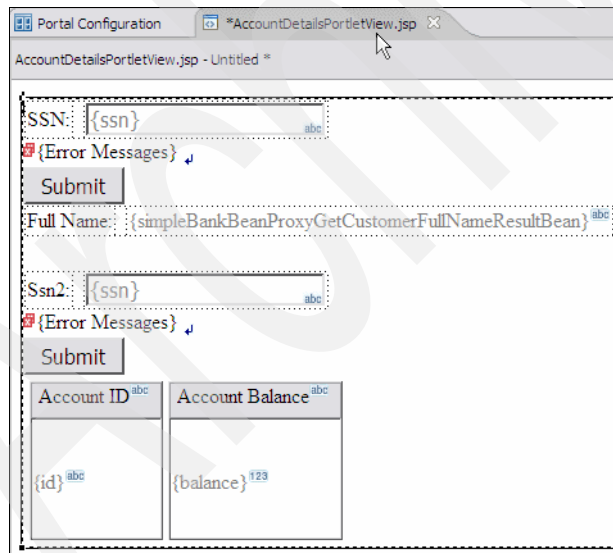 Portal Configuration *AccountDetailsPortletView.jsp
AccountDetailsPortletView.jsp - Untitled *
SSN: {ssn} abc
{Error Messages}
Submit
Full Name: {simpleBankBeanProxyGetCustomerFullNameResultBean} abc
Ssn2: {ssn} abc
{Error Messages}
Submit
Account ID abc Account Balance abc
{id} abc {balance} 123